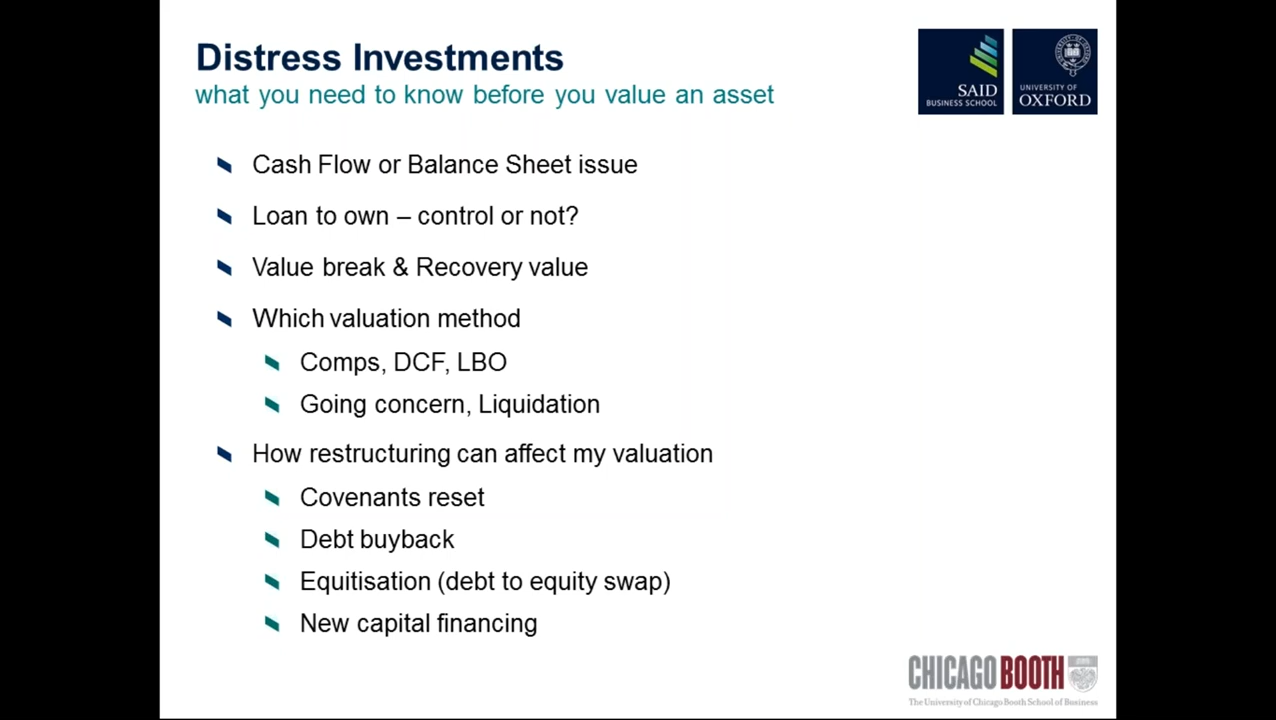 Distress Investments
what you need to know before you value an asset
SAID
BUSINESS SCHOOL
UNIVERSITY OF
OXFORD
Cash Flow or Balance Sheet issue
Loan to own – control or not?
Value break & Recovery value
Which valuation method
Comps, DCF, LBO
Going concern, Liquidation
How restructuring can affect my valuation
Covenants reset
Debt buyback
Equitisation (debt to equity swap)
New capital financing
CHICAGO BOOTH
The University of Chicago Booth School of Business